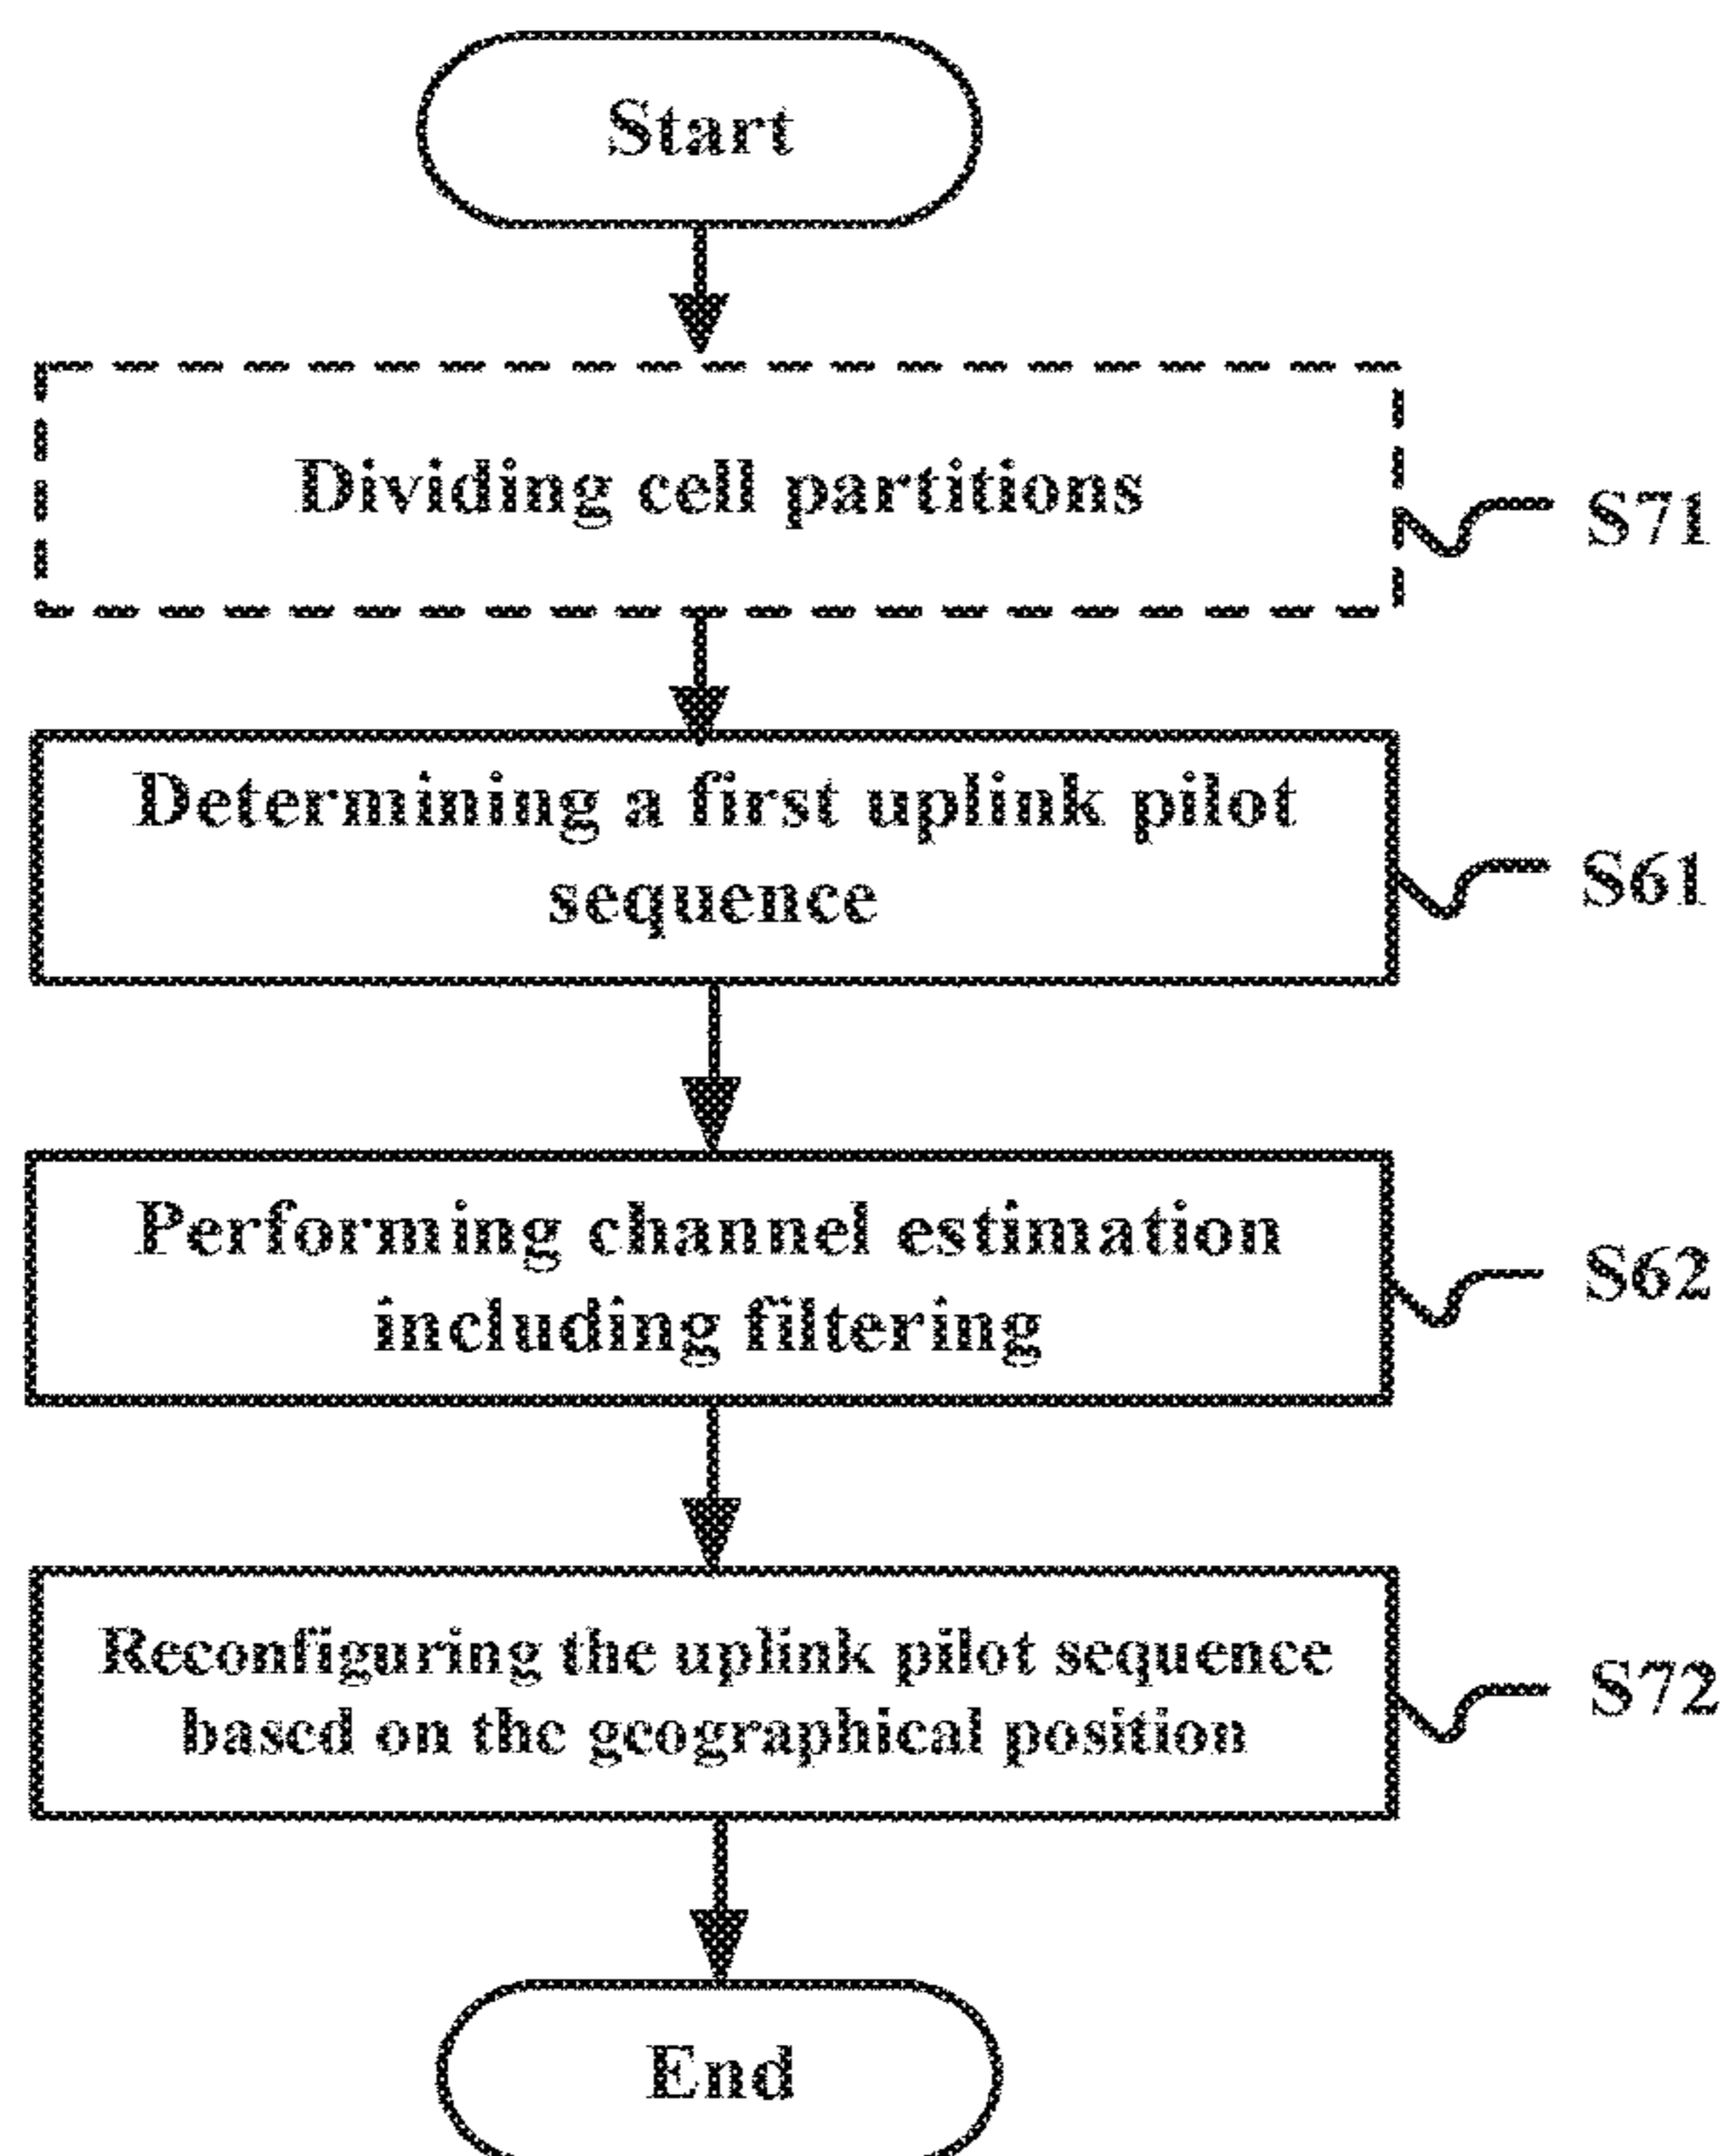 Start
Dividing cell partitions
S71
Determining a first uplink pilot
sequence
S61
Performing channel estimation
including filtering
S62
Reconfiguring the uplink pilot sequence
based on the geographical position
S72
End